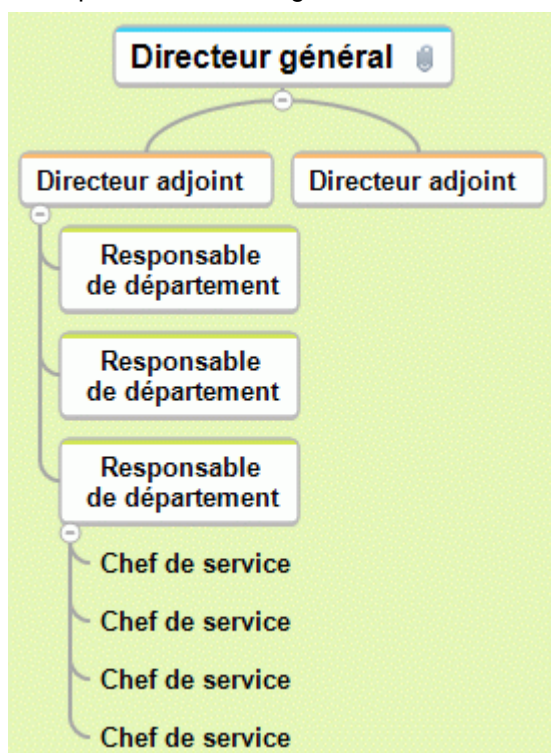 Directeur général
Directeur adjoint
Directeur adjoint
Responsable
de département
Responsable
de département
Responsable
de département
Chef de service
Chef de service
Chef de service
Chef de service